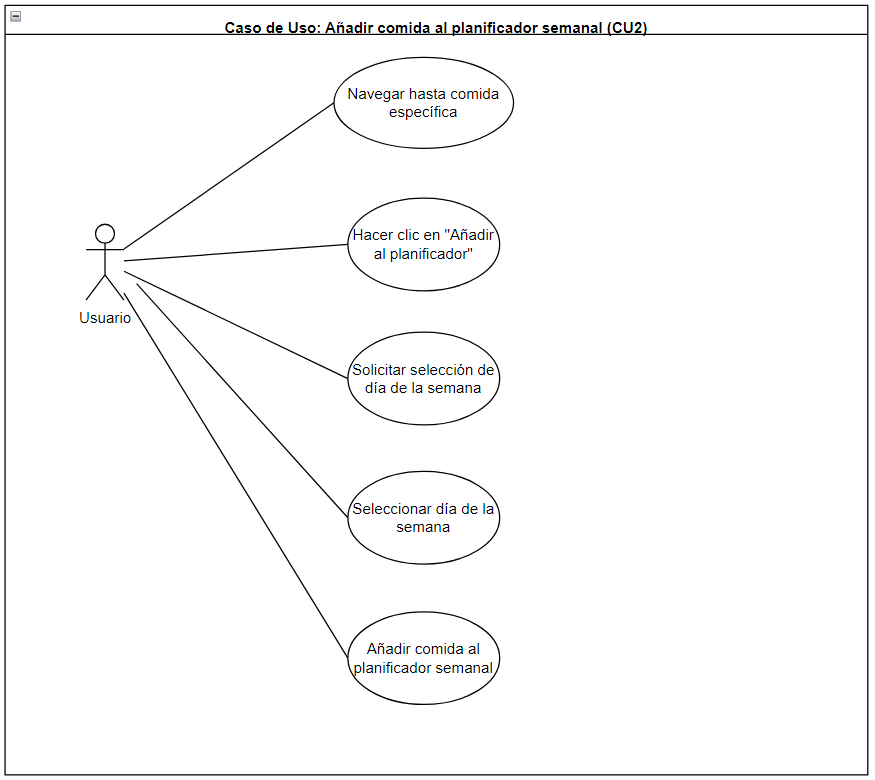 Caso de Uso: Añadir comida al planificador semanal (CU2)
Navegar hasta comida
específica
Hacer clic en "Añadir
al planificador"
Usuario
Solicitar selección de
día de la semana
Seleccionar día de la
semana
Añadir comida al
planificador semanal